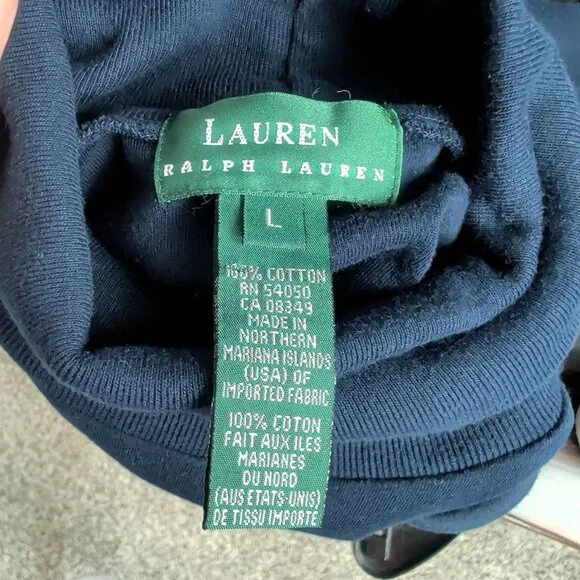 LAUREN
RALPH LAUREN
L
100% COTTON
RN 54050
CA 08349
MADE IN
NORTHERN
MARIANA ISLANDS
(USA) OF
IMPORTED FABRIC
100% COTON
FAIT AUX ILES
MARIANES
DU NORD
(AUS ETATS-UNIS)
DE TISSU IMPORTE